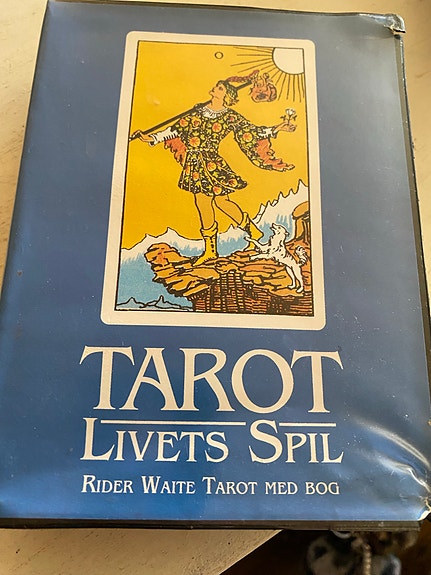 TAROT
LIVETS SPIL
RIDER WAITE TAROT MED BOG